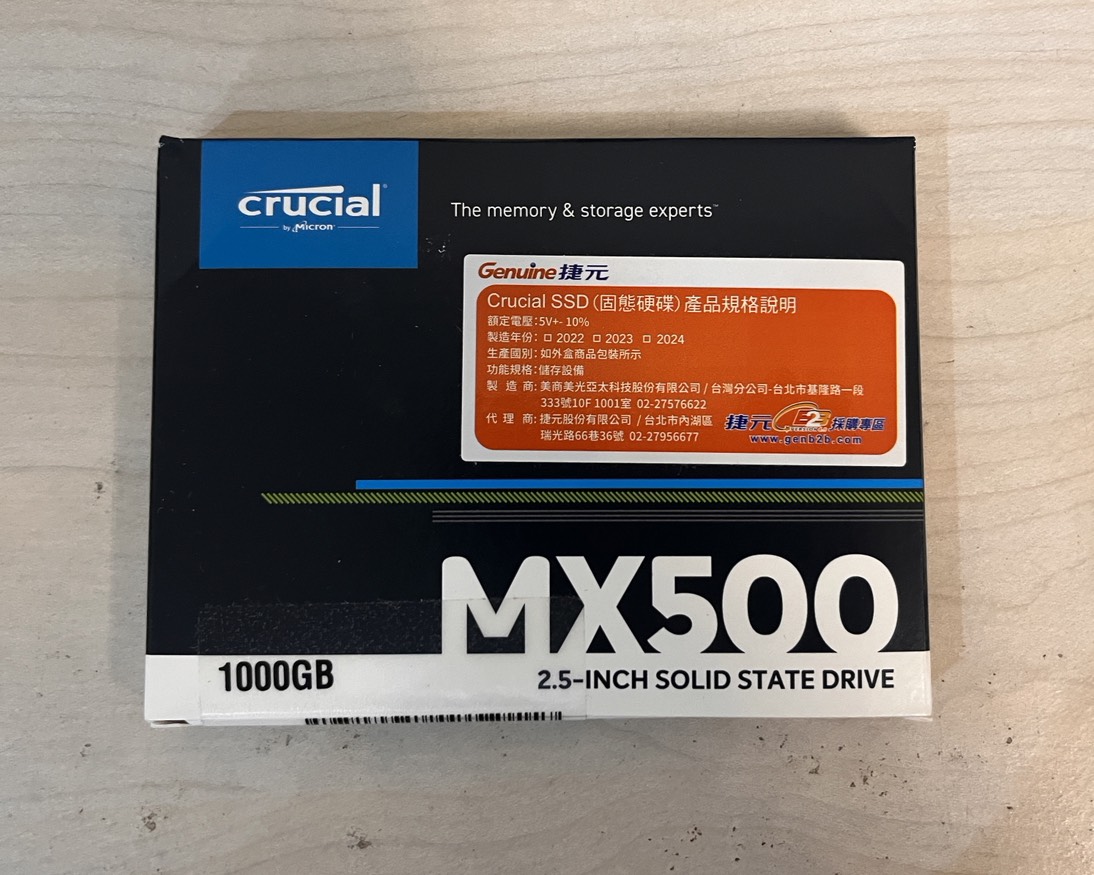 crucial
by Micron
The memory & storage experts™
Genuine捷元
Crucial SSD (固態硬碟) 產品規格說明
額定電壓：5V+- 10%
製造年份：□ 2022 □ 2023 □ 2024
生產國別：如外盒商品包裝所示
功能規格：儲存設備
製 造 商：美商美光亞太科技股份有限公司 / 台灣分公司-台北市基隆路一段
333號10F 1001室 02-27576622
代 理 商：捷元股份有限公司 / 台北市內湖區
瑞光路66巷36號 02-27956677
捷元 B2B 採購專區
www.genb2b.com
MX500
1000GB
2.5-INCH SOLID STATE DRIVE